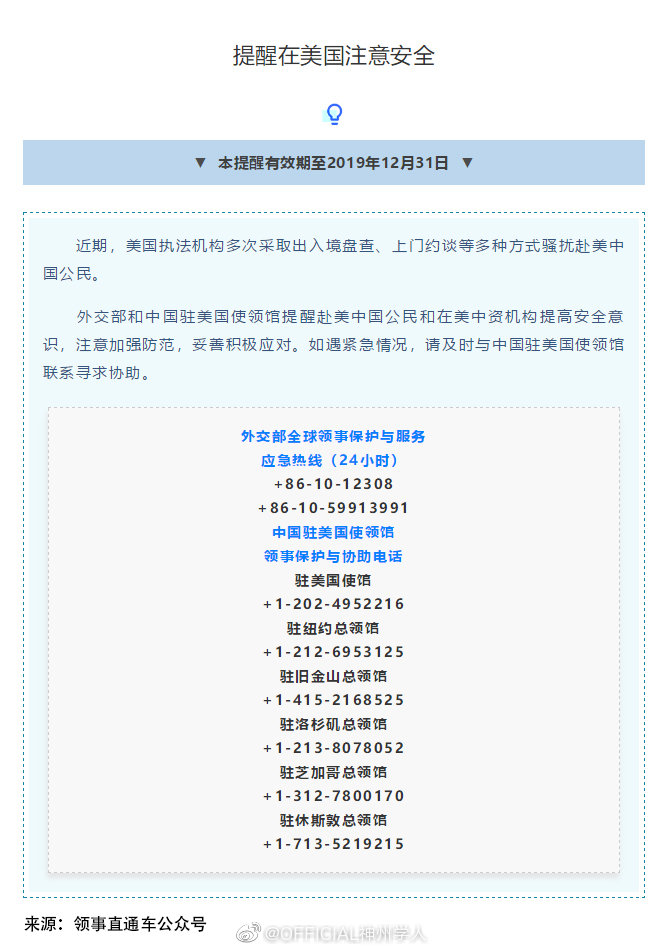 提醒在美国注意安全
▼ 本提醒有效期至2019年12月31日 ▼
近期，美国执法机构多次采取出入境盘查、上门约谈等多种方式骚扰赴美中
国公民。
外交部和中国驻美国使领馆提醒赴美中国公民和在美中资机构提高安全意
识，注意加强防范，妥善积极应对。如遇紧急情况，请及时与中国驻美国使领馆
联系寻求协助。
外交部全球领事保护与服务
应急热线（24小时）
+86-10-12308
+86-10-59913991
中国驻美国使领馆
领事保护与协助电话
驻美国使馆
+1-202-4952216
驻纽约总领馆
+1-212-6953125
驻旧金山总领馆
+1-415-2168525
驻洛杉矶总领馆
+1-213-8078052
驻芝加哥总领馆
+1-312-7800170
驻休斯敦总领馆
+1-713-5219215
来源：领事直通车公众号
@OFFICIAL神州学人